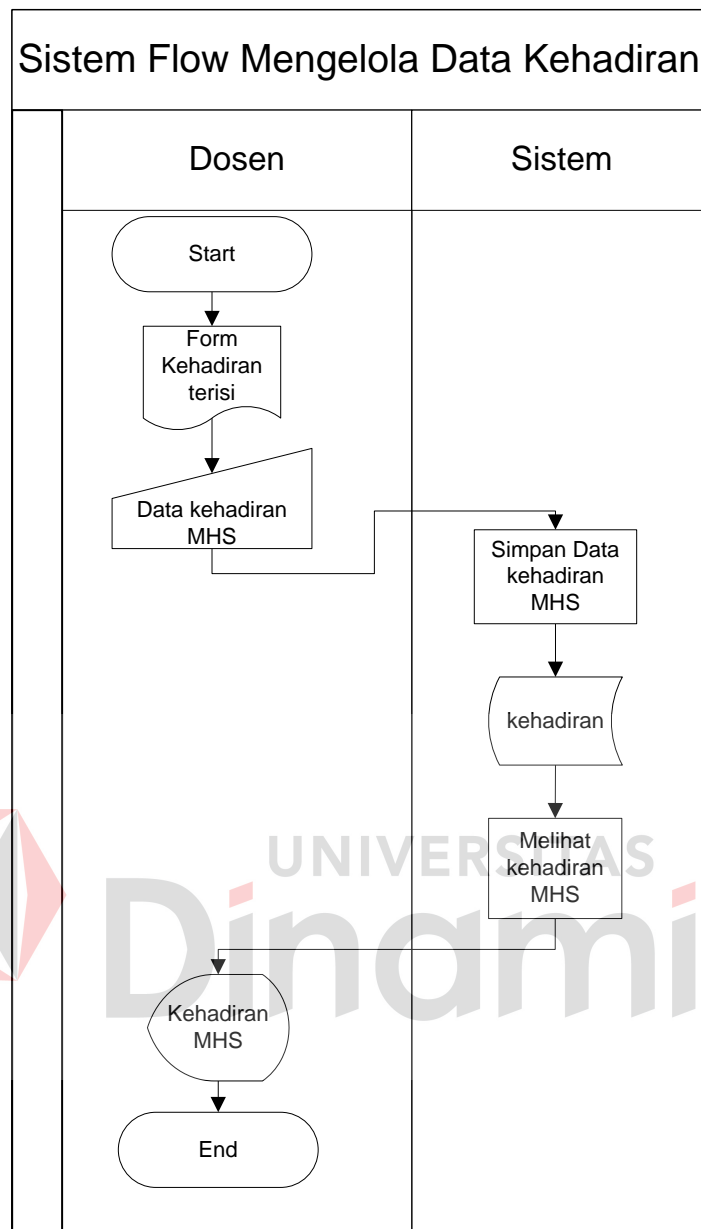 Sistem Flow Mengelola Data Kehadiran
Dosen
Sistem
Start
Form
Kehadiran
terisi
Data kehadiran
MHS
Simpan Data
kehadiran
MHS
kehadiran
Melihat
kehadiran
MHS
Kehadiran
MHS
End
UNIVERSITAS
Dinami